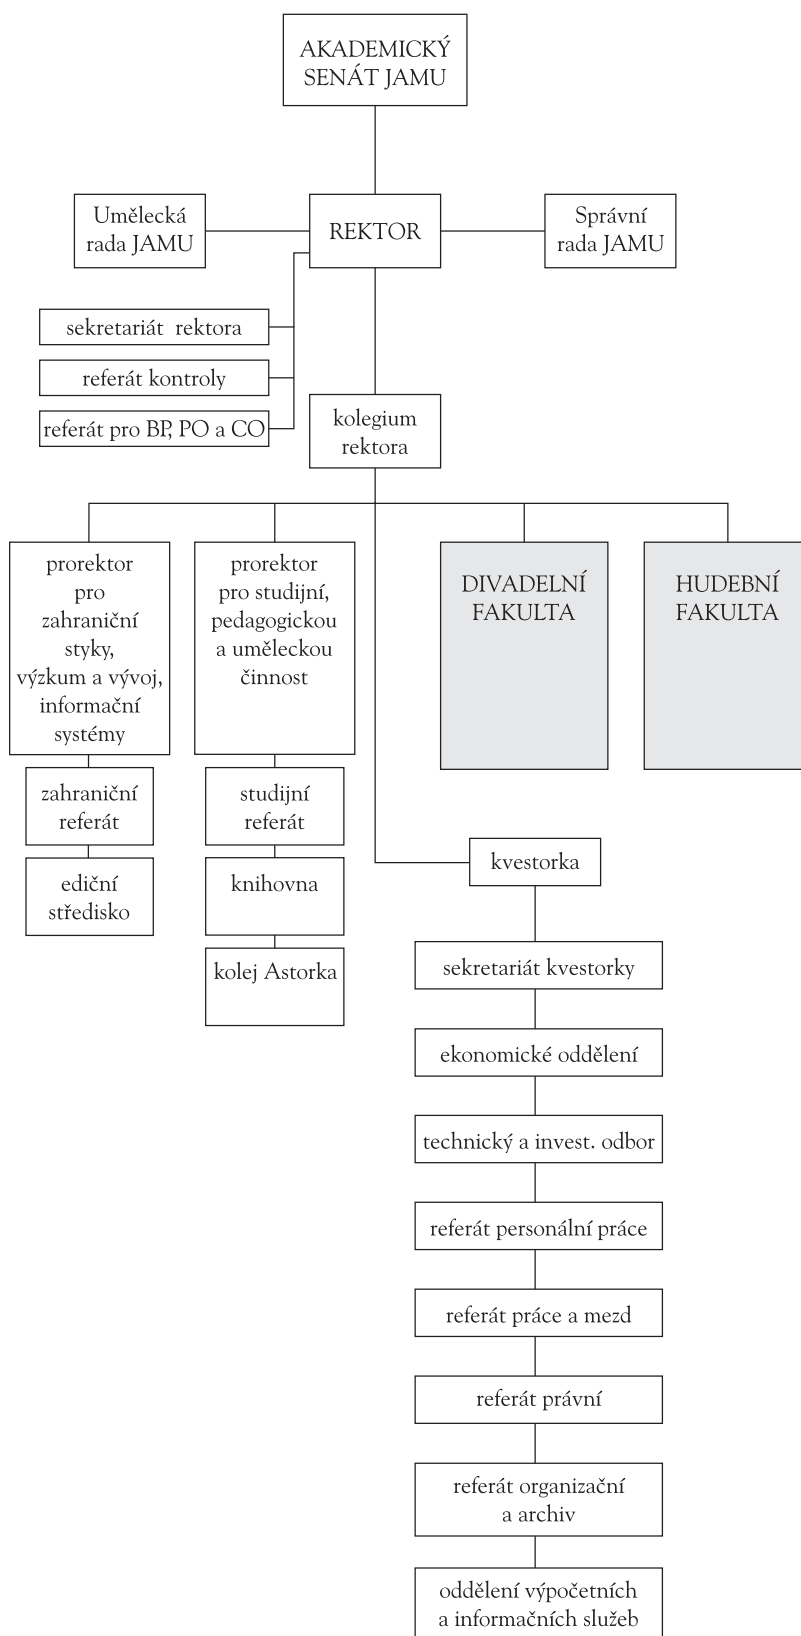 AKADEMICKÝ
SENÁT JAMU
Umělecká
rada JAMU
REKTOR
Správní
rada JAMU
sekretariát rektora
referát kontroly
referát pro BP, PO a CO
kolegium
rektora
prorektor
pro
zahraniční
styky,
výzkum a vývoj,
informační
systémy
prorektor
pro studijní,
pedagogickou
a uměleckou
činnost
DIVADELNÍ
FAKULTA
HUDEBNÍ
FAKULTA
zahraniční
referát
studijní
referát
ediční
středisko
knihovna
kolej Astorka
kvestorka
sekretariát kvestorky
ekonomické oddělení
technický a invest. odbor
referát personální práce
referát práce a mezd
referát právní
referát organizační
a archiv
oddělení výpočetních
a informačních služeb